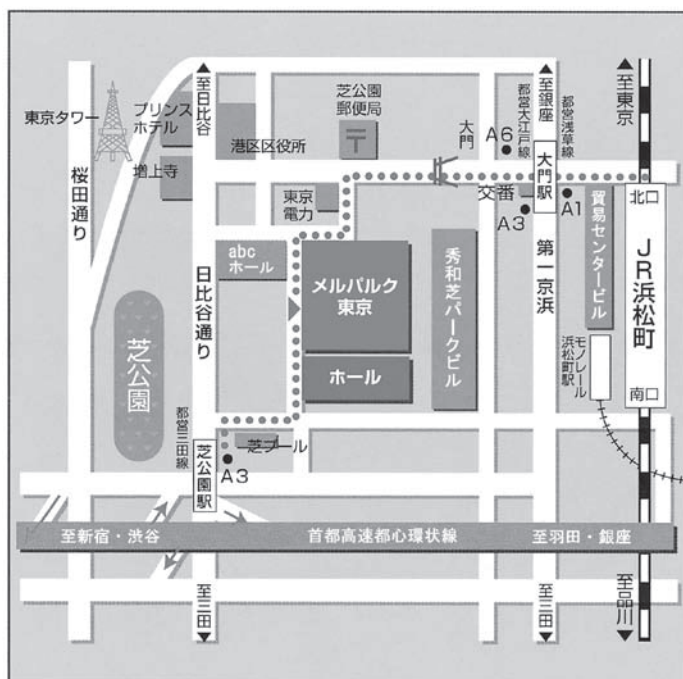 至日比谷
至銀座
至東京
都営大江戸線
都営浅草線
東京タワー
プリンス
ホテル
港区区役所
芝公園
郵便局
〒
大門
A6
大門駅
増上寺
東京
電力
交番
A3
A1
北口
桜田通り
日比谷通り
abc
ホール
メルパルク
東京
秀和芝パークビル
第一京浜
貿易センタービル
JR浜松町
芝公園
ホール
モノレール
浜松町駅
南口
都営三田線
芝公園駅
芝プール
A3
至新宿・渋谷
首都高速都心環状線
至羽田・銀座
至三田
至三田
至品川